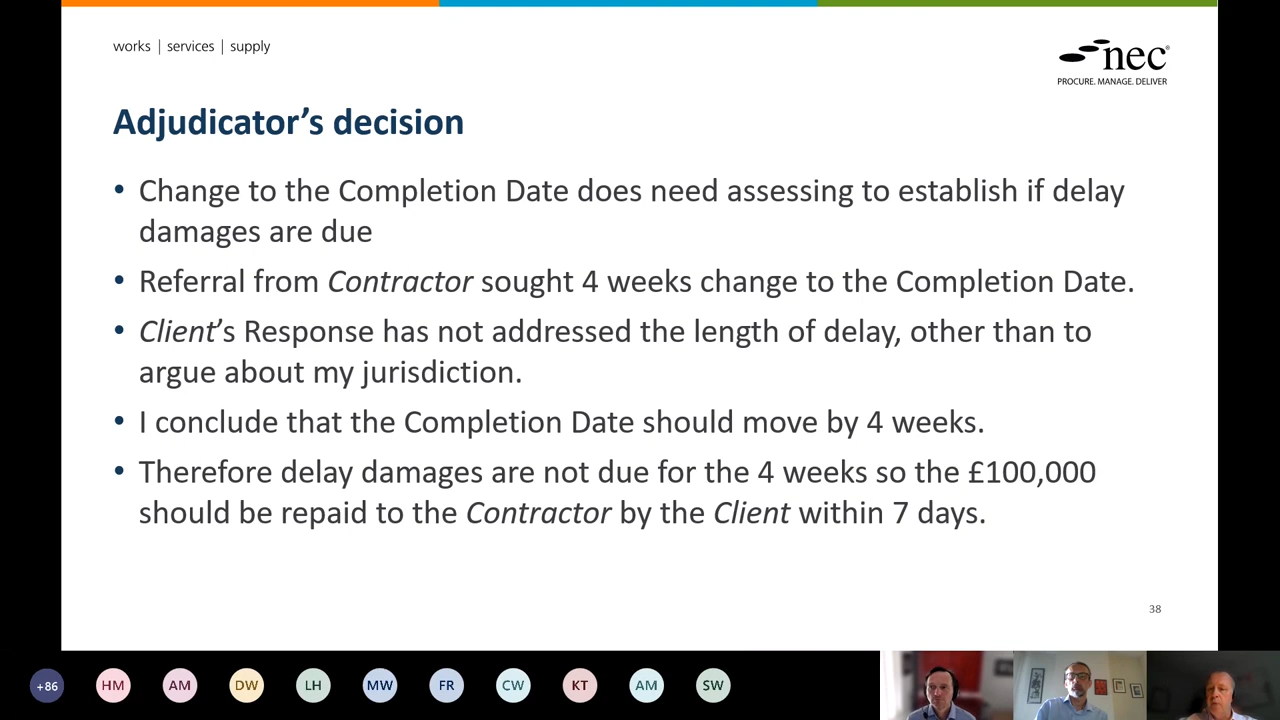 works | services | supply
nec®
PROCURE. MANAGE. DELIVER
Adjudicator’s decision
• Change to the Completion Date does need assessing to establish if delay
damages are due
• Referral from Contractor sought 4 weeks change to the Completion Date.
• Client’s Response has not addressed the length of delay, other than to
argue about my jurisdiction.
• I conclude that the Completion Date should move by 4 weeks.
• Therefore delay damages are not due for the 4 weeks so the £100,000
should be repaid to the Contractor by the Client within 7 days.
38
+86 HM AM DW LH MW FR CW KT AM SW